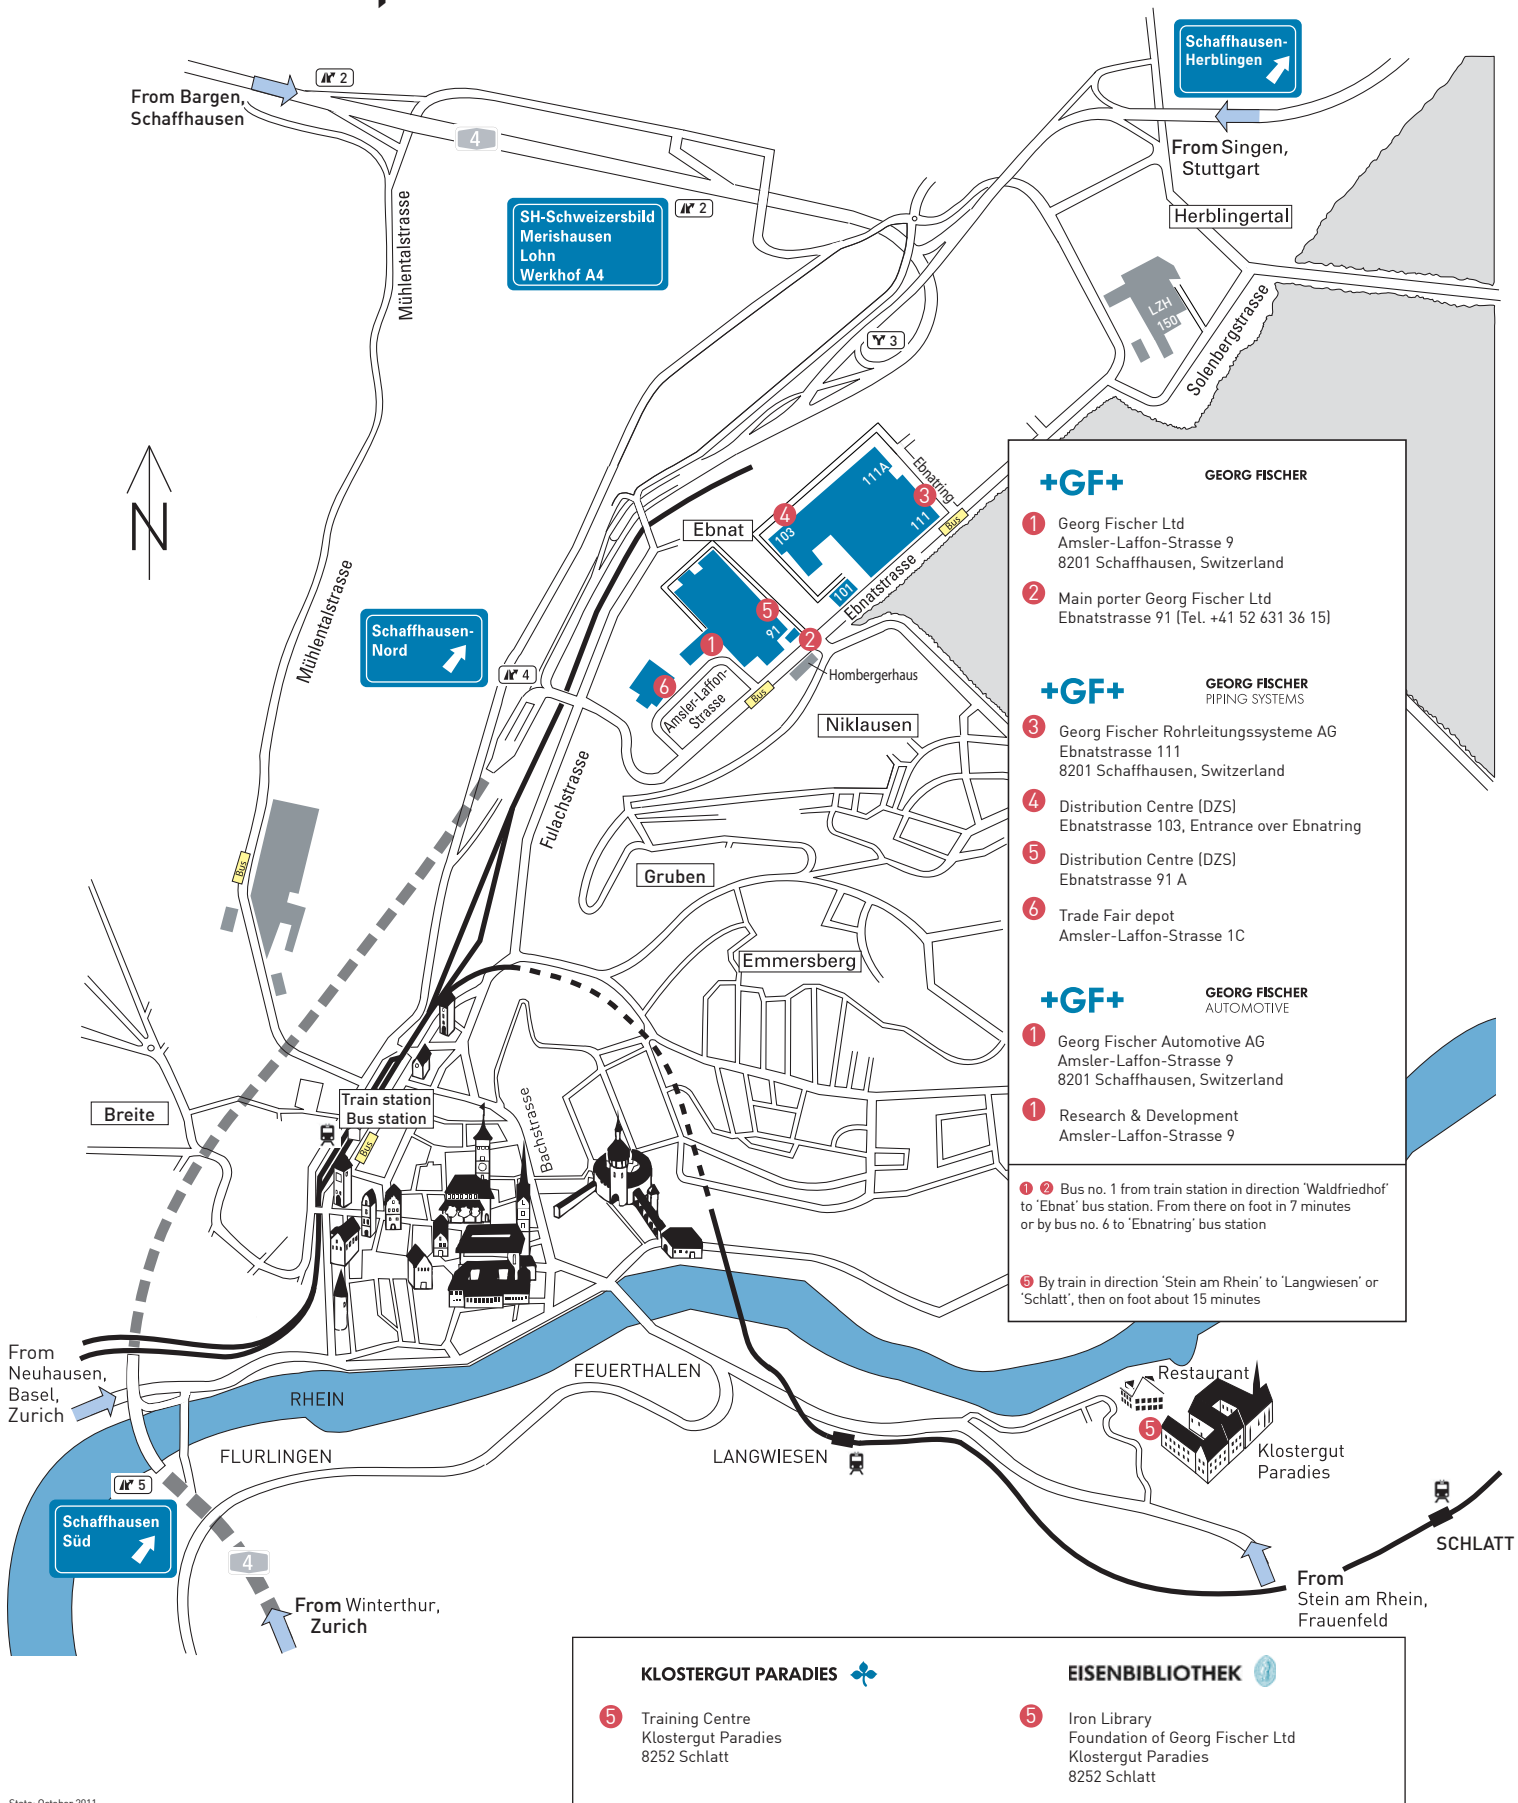 2
From Bargen,
Schaffhausen
4
Schaffhausen-
Herblingen
From Singen,
Stuttgart
Herblingertal
SH-Schweizersbild
Merishausen
Lohn
Werkhof A4
2
Mühlentalstrasse
LZH
150
Solenbergstrasse
3
N
Ebnat
111A
Ebnatring
3
4
103
111
Bus
101
Ebnatstrasse
5
91
1
2
6
Amsler-Laffon-
Strasse
Bus
Hombergerhaus
Niklausen
Mühlentalstrasse
Schaffhausen-
Nord
4
Fulachstrasse
Gruben
Emmersberg
Bus
Breite
Train station
Bus station
Bus
Bachstrasse
+GF+
GEORG FISCHER
1 Georg Fischer Ltd
Amsler-Laffon-Strasse 9
8201 Schaffhausen, Switzerland
2 Main porter Georg Fischer Ltd
Ebnatstrasse 91 (Tel. +41 52 631 36 15)
+GF+
GEORG FISCHER
PIPING SYSTEMS
3 Georg Fischer Rohrleitungssysteme AG
Ebnatstrasse 111
8201 Schaffhausen, Switzerland
4 Distribution Centre (DZS)
Ebnatstrasse 103, Entrance over Ebnatring
5 Distribution Centre (DZS)
Ebnatstrasse 91 A
6 Trade Fair depot
Amsler-Laffon-Strasse 1C
+GF+
GEORG FISCHER
AUTOMOTIVE
1 Georg Fischer Automotive AG
Amsler-Laffon-Strasse 9
8201 Schaffhausen, Switzerland
1 Research & Development
Amsler-Laffon-Strasse 9
1 2 Bus no. 1 from train station in direction 'Waldfriedhof'
to 'Ebnat' bus station. From there on foot in 7 minutes
or by bus no. 6 to 'Ebnatring' bus station
5 By train in direction 'Stein am Rhein' to 'Langwiesen' or
'Schlatt', then on foot about 15 minutes
From
Neuhausen,
Basel,
Zurich
RHEIN
FEUERTHALEN
FLURLINGEN
LANGWIESEN
Restaurant
5
Klostergut
Paradies
SCHLATT
5
Schaffhausen
Süd
4
From Winterthur,
Zurich
From
Stein am Rhein,
Frauenfeld
KLOSTERGUT PARADIES
5 Training Centre
Klostergut Paradies
8252 Schlatt
EISENBIBLIOTHEK
5 Iron Library
Foundation of Georg Fischer Ltd
Klostergut Paradies
8252 Schlatt
State: October 2011